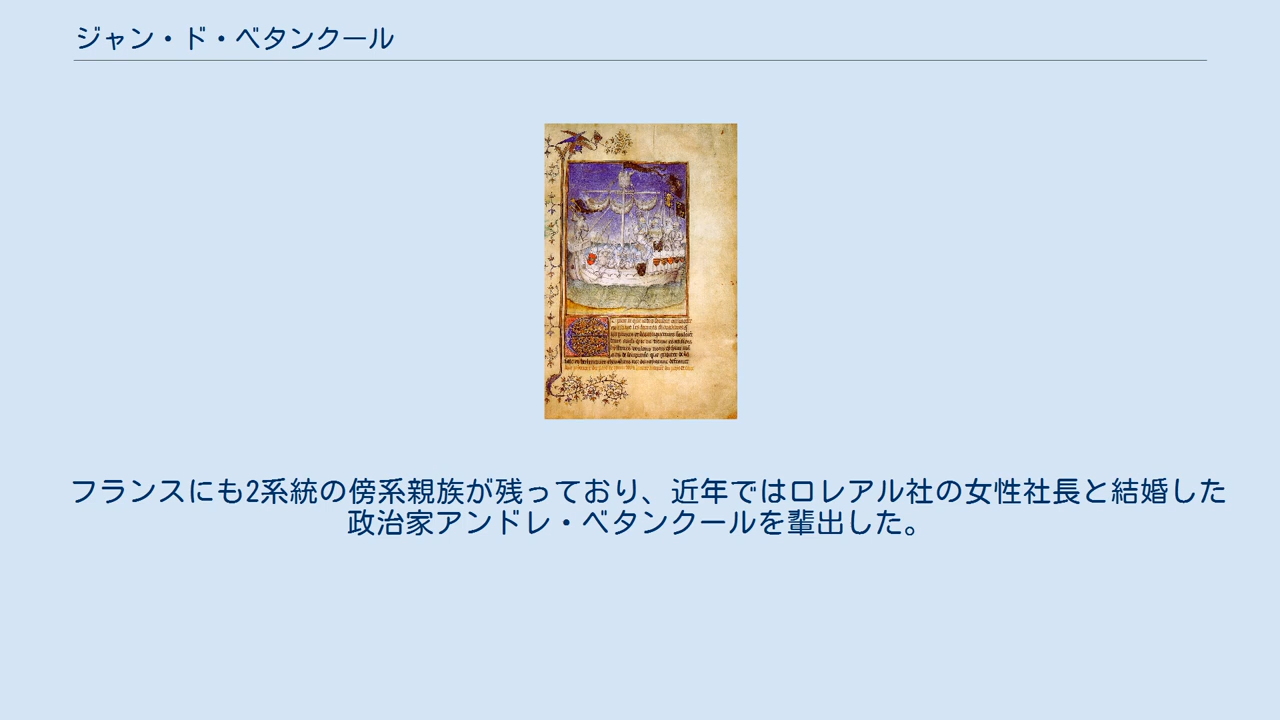 ジャン・ド・ベタンクール
フランスにも2系統の傍系親族が残っており、近年ではロレアル社の女性社長と結婚した
政治家アンドレ・ベタンクールを輩出した。